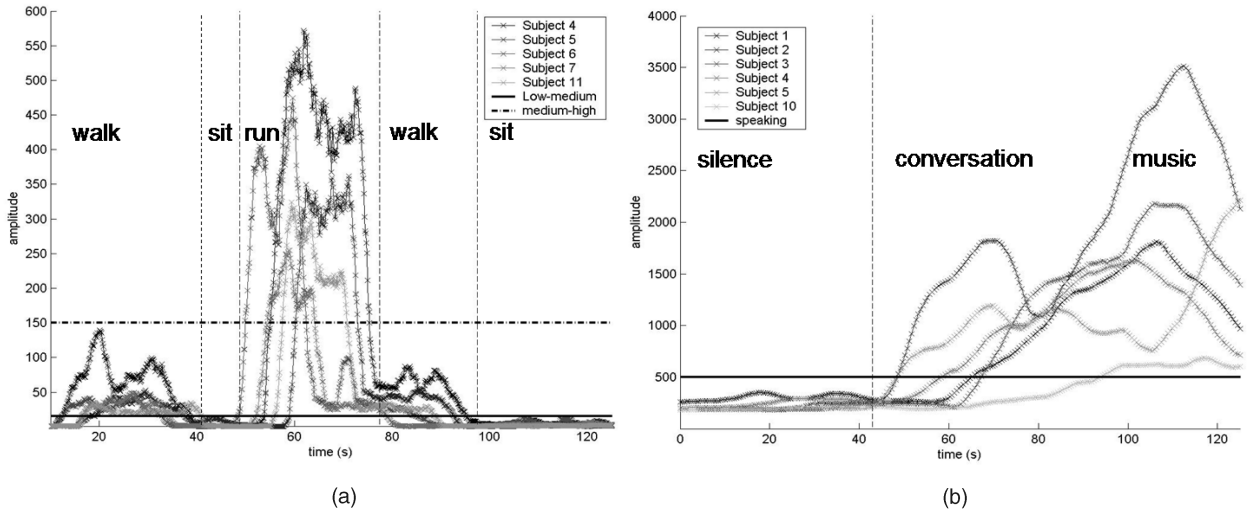 600
550
500
450
400
350
300
250
200
150
100
50
amplitude
Subject 4
Subject 5
Subject 6
Subject 7
Subject 11
Low-medium
medium-high
walk
sit
run
walk
sit
20
40
60
80
100
120
time (s)
(a)
4000
3500
3000
2500
2000
1500
1000
500
0
amplitude
Subject 1
Subject 2
Subject 3
Subject 4
Subject 5
Subject 10
speaking
silence
conversation
music
0
20
40
60
80
100
120
time (s)
(b)